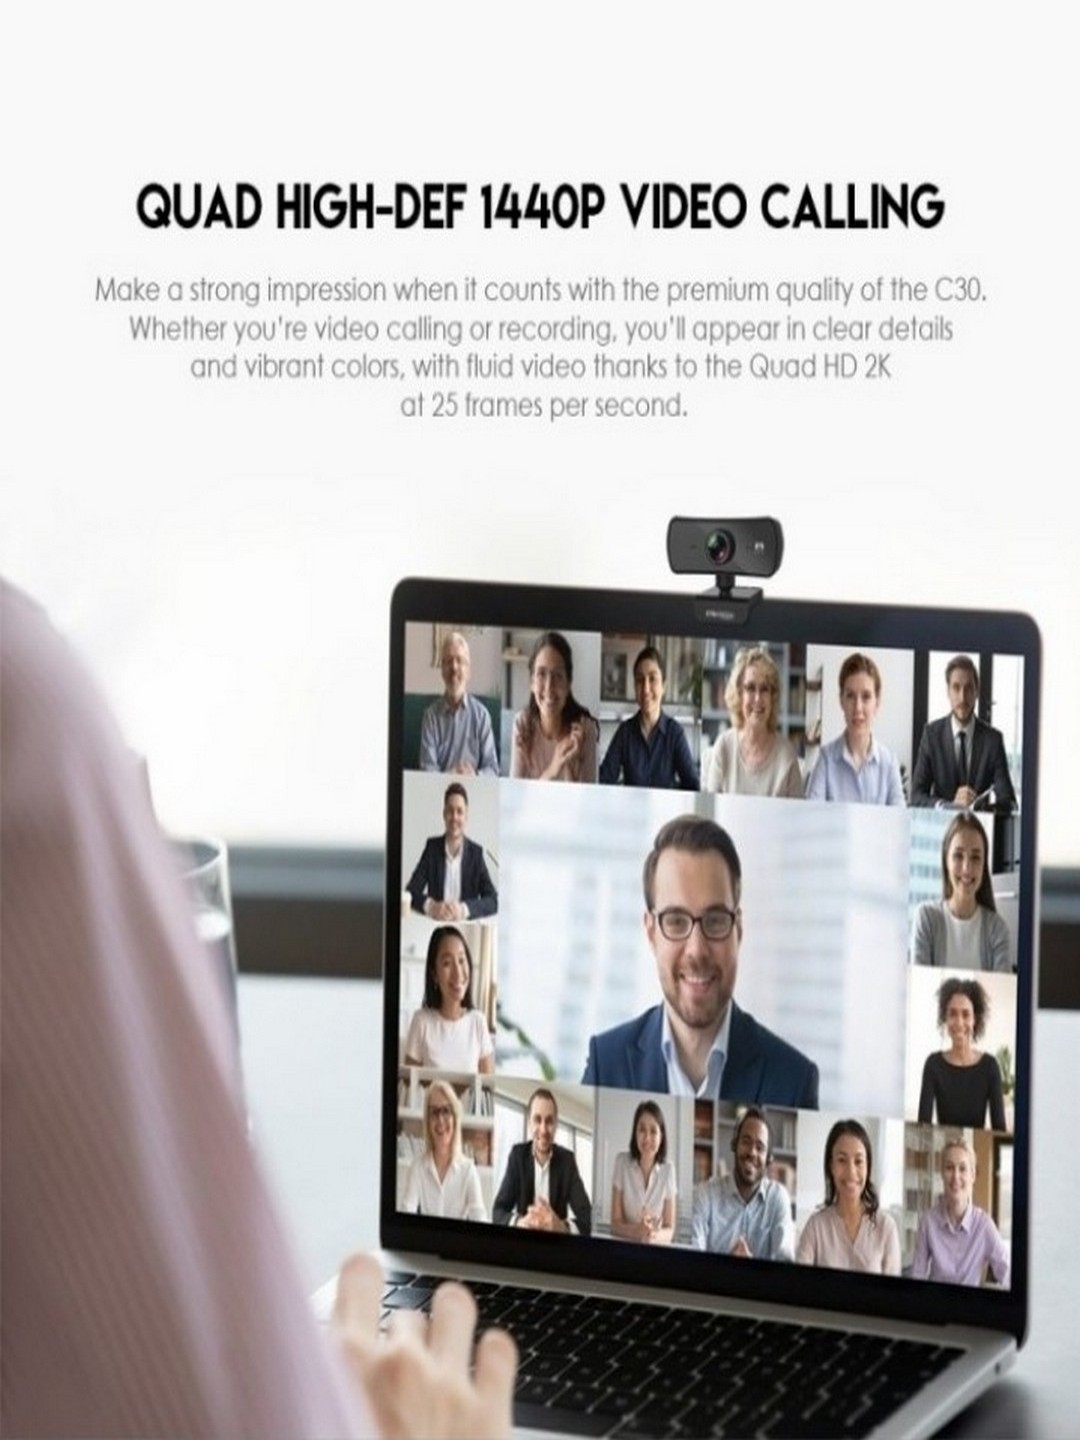 QUAD HIGH-DEF 1440P VIDEO CALLING
Make a strong impression when it counts with the premium quality of the C30.
Whether you're video calling or recording, you'll appear in clear details
and vibrant colors, with fluid video thanks to the Quad HD 2K
at 25 frames per second.